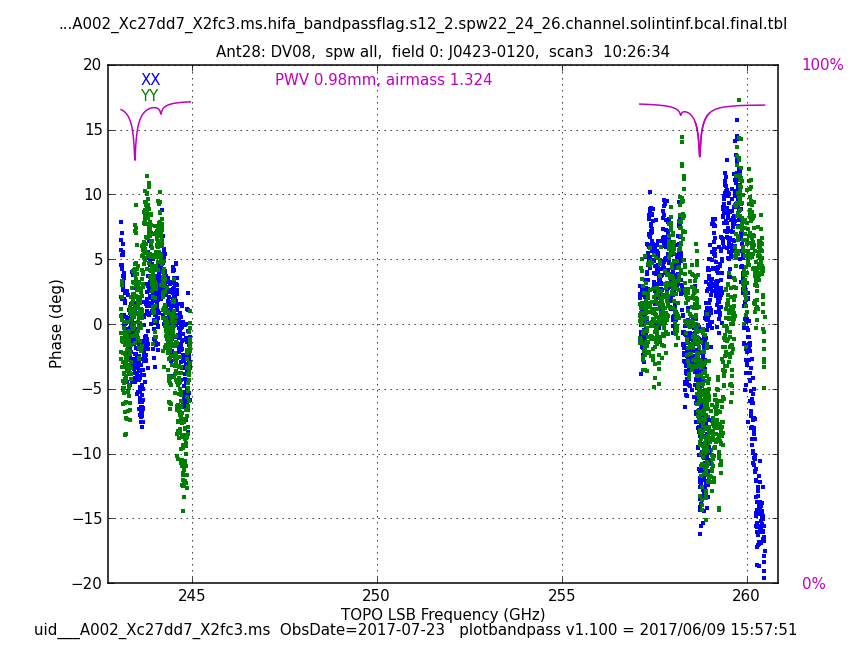 ...A002_Xc27dd7_X2fc3.ms.hifa_bandpassflag.s12_2.spw22_24_26.channel.solintinf.bcal.final.tbl
Ant28: DV08,  spw all,  field 0: J0423-0120,  scan3  10:26:34
XX
YY
PWV 0.98mm, airmass 1.324
100%
0%
20
15
10
5
0
−5
−10
−15
−20
Phase (deg)
245
250
255
260
TOPO LSB Frequency (GHz)
uid___A002_Xc27dd7_X2fc3.ms  ObsDate=2017-07-23   plotbandpass v1.100 = 2017/06/09 15:57:51